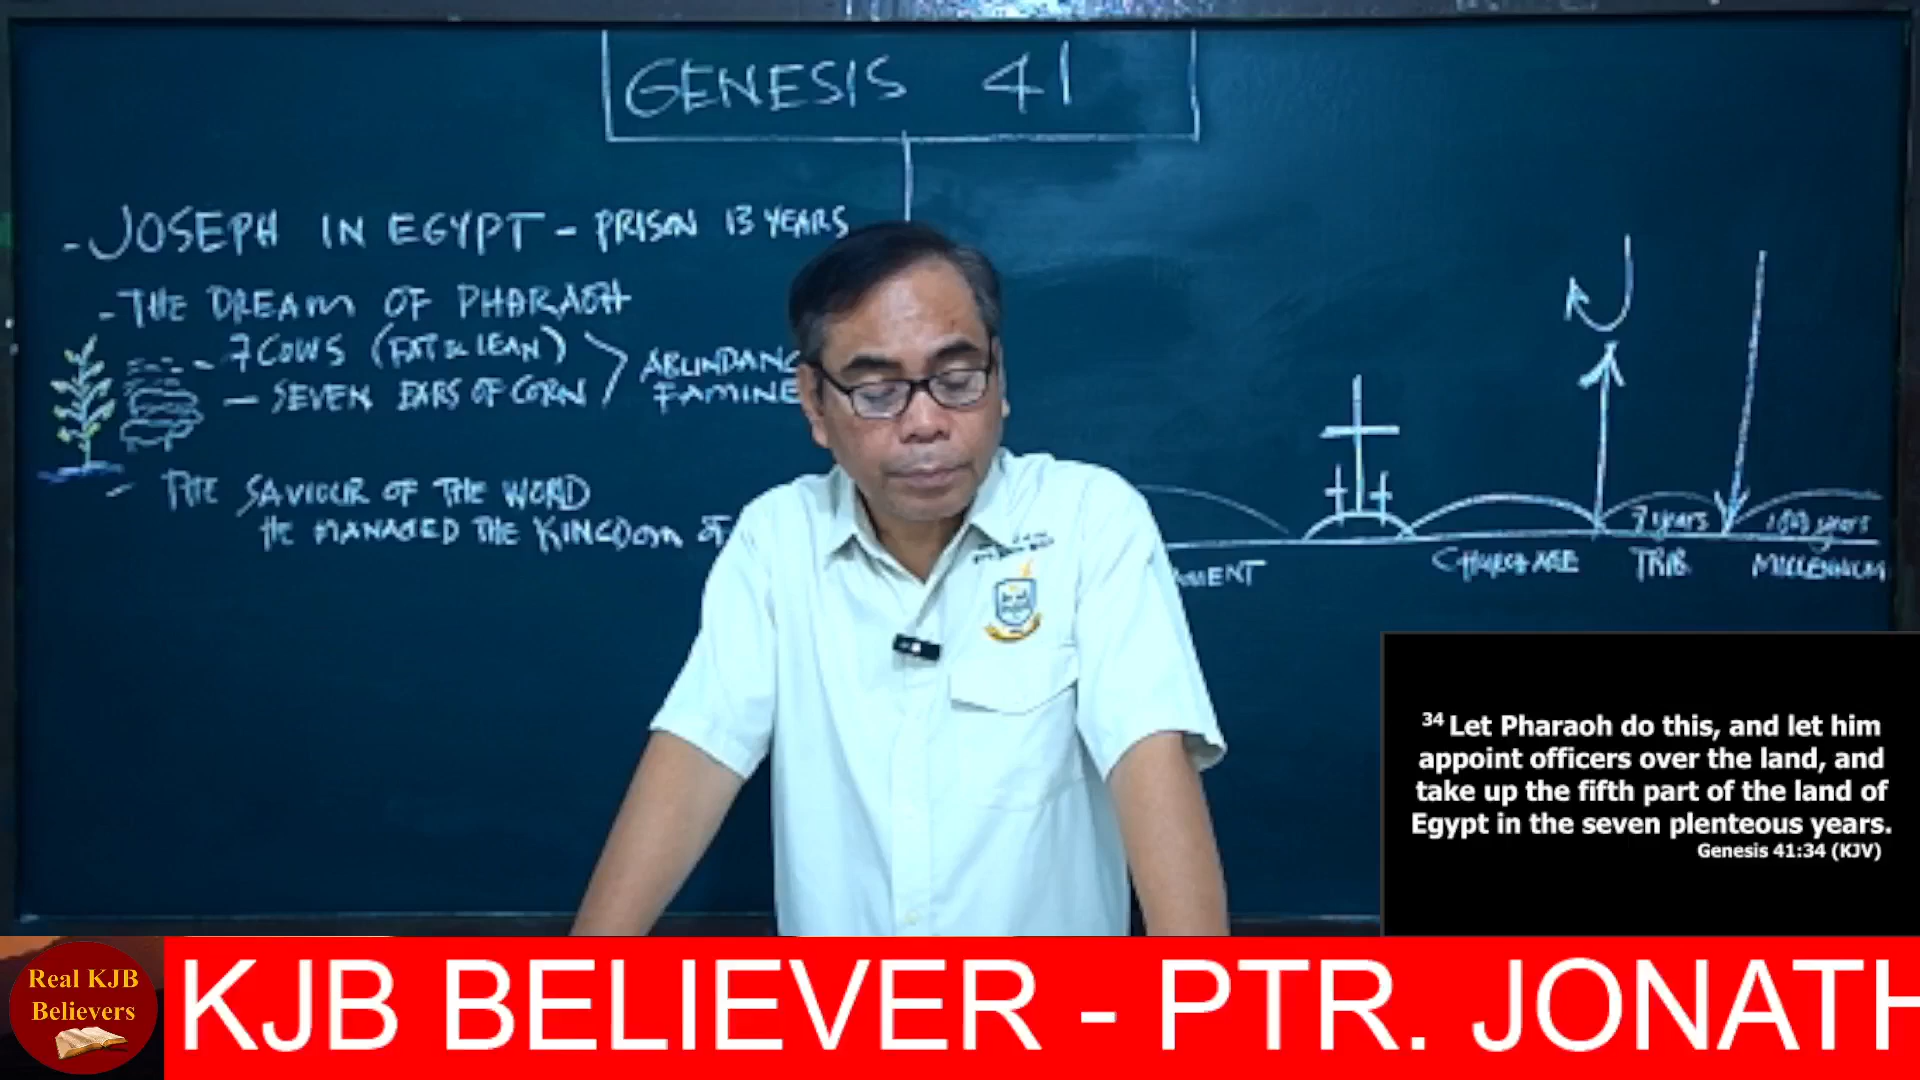 GENESIS 41
- JOSEPH IN EGYPT - PRISON 13 YEARS
- THE DREAM OF PHARAOH
- 7 COWS (FAT & LEAN)
- SEVEN EARS OF CORN
ABUNDANC
FAMINE
- THE SAVIOUR OF THE WORD
HE MANAGED THE KINGDOM OF
7 years
CHURCH AGE
TRIB
MILLENNIUM
34 Let Pharaoh do this, and let him
appoint officers over the land, and
take up the fifth part of the land of
Egypt in the seven plenteous years.
Genesis 41:34 (KJV)
Real KJB
Believers
KJB BELIEVER - PTR. JONATH